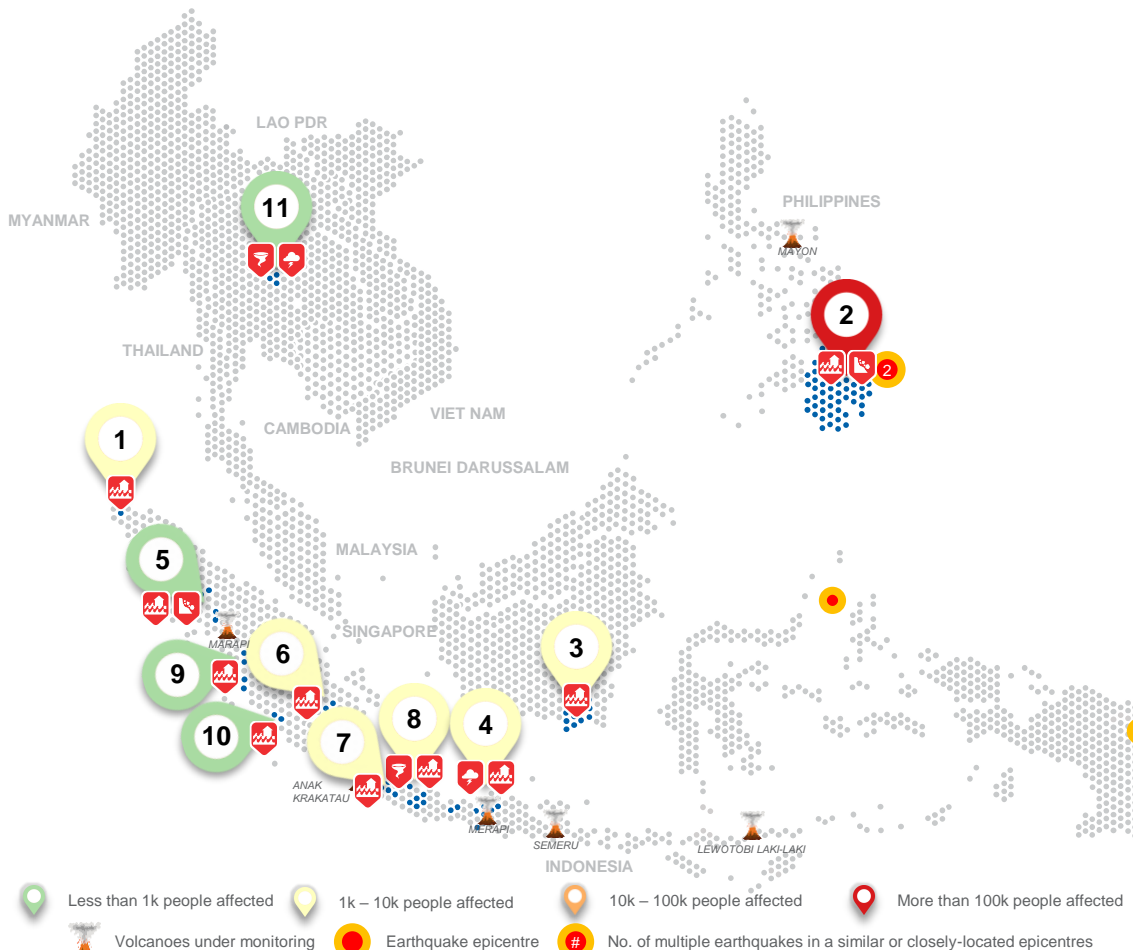 LAO PDR
11
MYANMAR
PHILIPPINES
MAYON
2
2
THAILAND
VIET NAM
CAMBODIA
1
BRUNEI DARUSSALAM
MALAYSIA
5
SINGAPORE
MARAPI
6
3
9
8
4
10
7
ANAK
KRAKATAU
MERAPI
SEMERU
LEWOTOBI LAKI-LAKI
INDONESIA
Less than 1k people affected
1k – 10k people affected
10k – 100k people affected
More than 100k people affected
Volcanoes under monitoring
Earthquake epicentre
#
No. of multiple earthquakes in a similar or closely-located epicentres